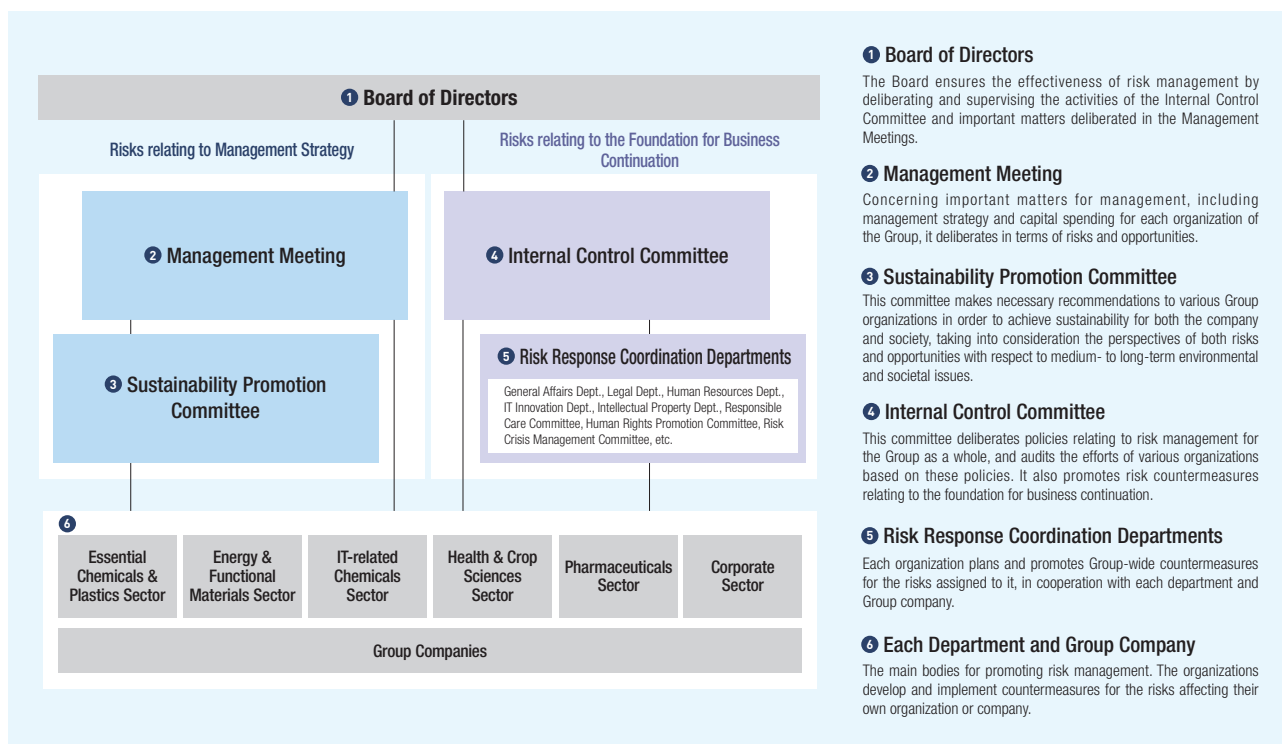 1 Board of Directors
Risks relating to Management Strategy
Risks relating to the Foundation for Business
Continuation
2 Management Meeting
4 Internal Control Committee
3 Sustainability Promotion
Committee
5 Risk Response Coordination Departments
General Affairs Dept., Legal Dept., Human Resources Dept.,
IT Innovation Dept., Intellectual Property Dept., Responsible
Care Committee, Human Rights Promotion Committee, Risk
Crisis Management Committee, etc.
6
Essential
Chemicals &
Plastics Sector
Energy &
Functional
Materials Sector
IT-related
Chemicals
Sector
Health & Crop
Sciences
Sector
Pharmaceuticals
Sector
Corporate
Sector
Group Companies
1 Board of Directors
The Board ensures the effectiveness of risk management by
deliberating and supervising the activities of the Internal Control
Committee and important matters deliberated in the Management
Meetings.
2 Management Meeting
Concerning important matters for management, including
management strategy and capital spending for each organization of
the Group, it deliberates in terms of risks and opportunities.
3 Sustainability Promotion Committee
This committee makes necessary recommendations to various Group
organizations in order to achieve sustainability for both the company
and society, taking into consideration the perspectives of both risks
and opportunities with respect to medium- to long-term environmental
and societal issues.
4 Internal Control Committee
This committee deliberates policies relating to risk management for
the Group as a whole, and audits the efforts of various organizations
based on these policies. It also promotes risk countermeasures
relating to the foundation for business continuation.
5 Risk Response Coordination Departments
Each organization plans and promotes Group-wide countermeasures
for the risks assigned to it, in cooperation with each department and
Group company.
6 Each Department and Group Company
The main bodies for promoting risk management. The organizations
develop and implement countermeasures for the risks affecting their
own organization or company.